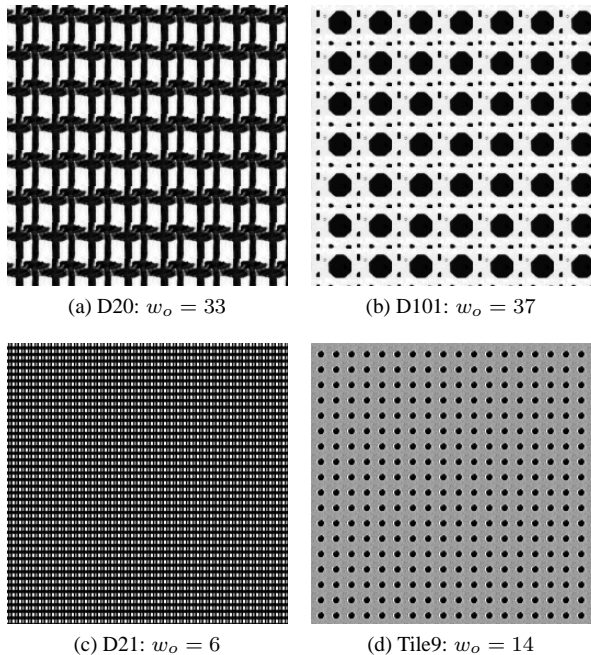 (a) D20: w_o = 33
(b) D101: w_o = 37
(c) D21: w_o = 6
(d) Tile9: w_o = 14